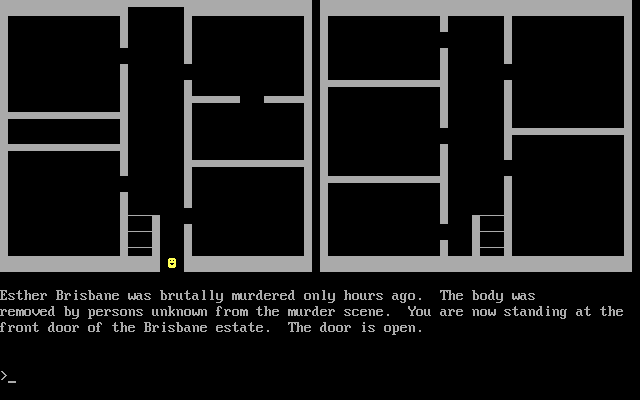 Esther Brisbane was brutally murdered only hours ago.  The body was
removed by persons unknown from the murder scene.  You are now standing at the
front door of the Brisbane estate.  The door is open.
>_